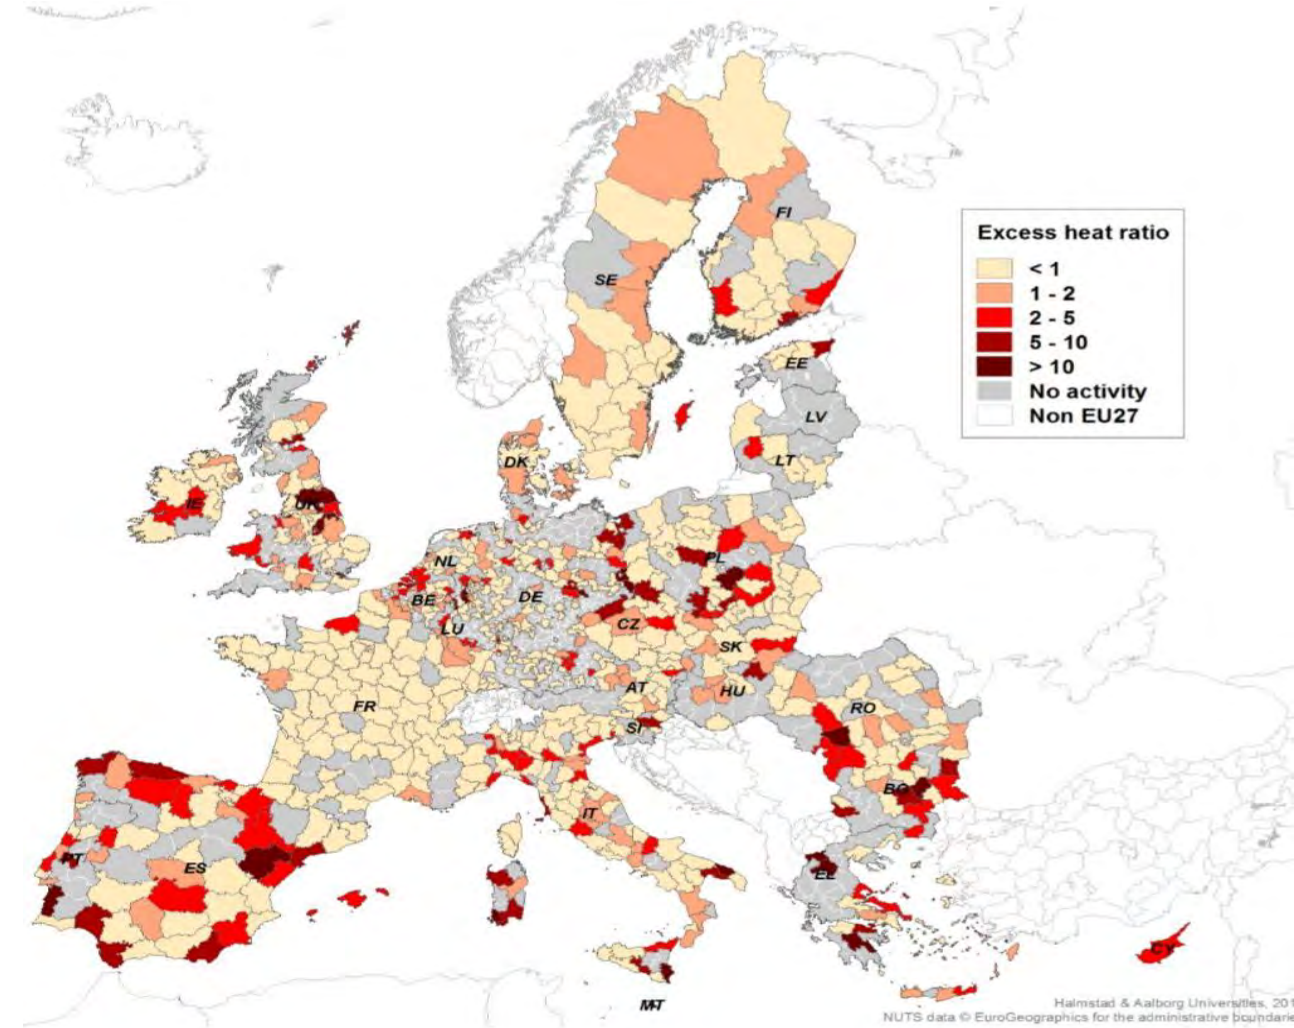 FI
SE
Excess heat ratio
< 1
1 - 2
2 - 5
5 - 10
> 10
No activity
Non EU27
EE
LV
LT
DK
IE
UK
NL
PL
BE
DE
LU
CZ
SK
AT
HU
FR
RO
SI
BG
IT
PT
ES
EL
CY
MT
Halmstad & Aalborg Universities, 201
NUTS data © EuroGeographics for the administrative boundarie